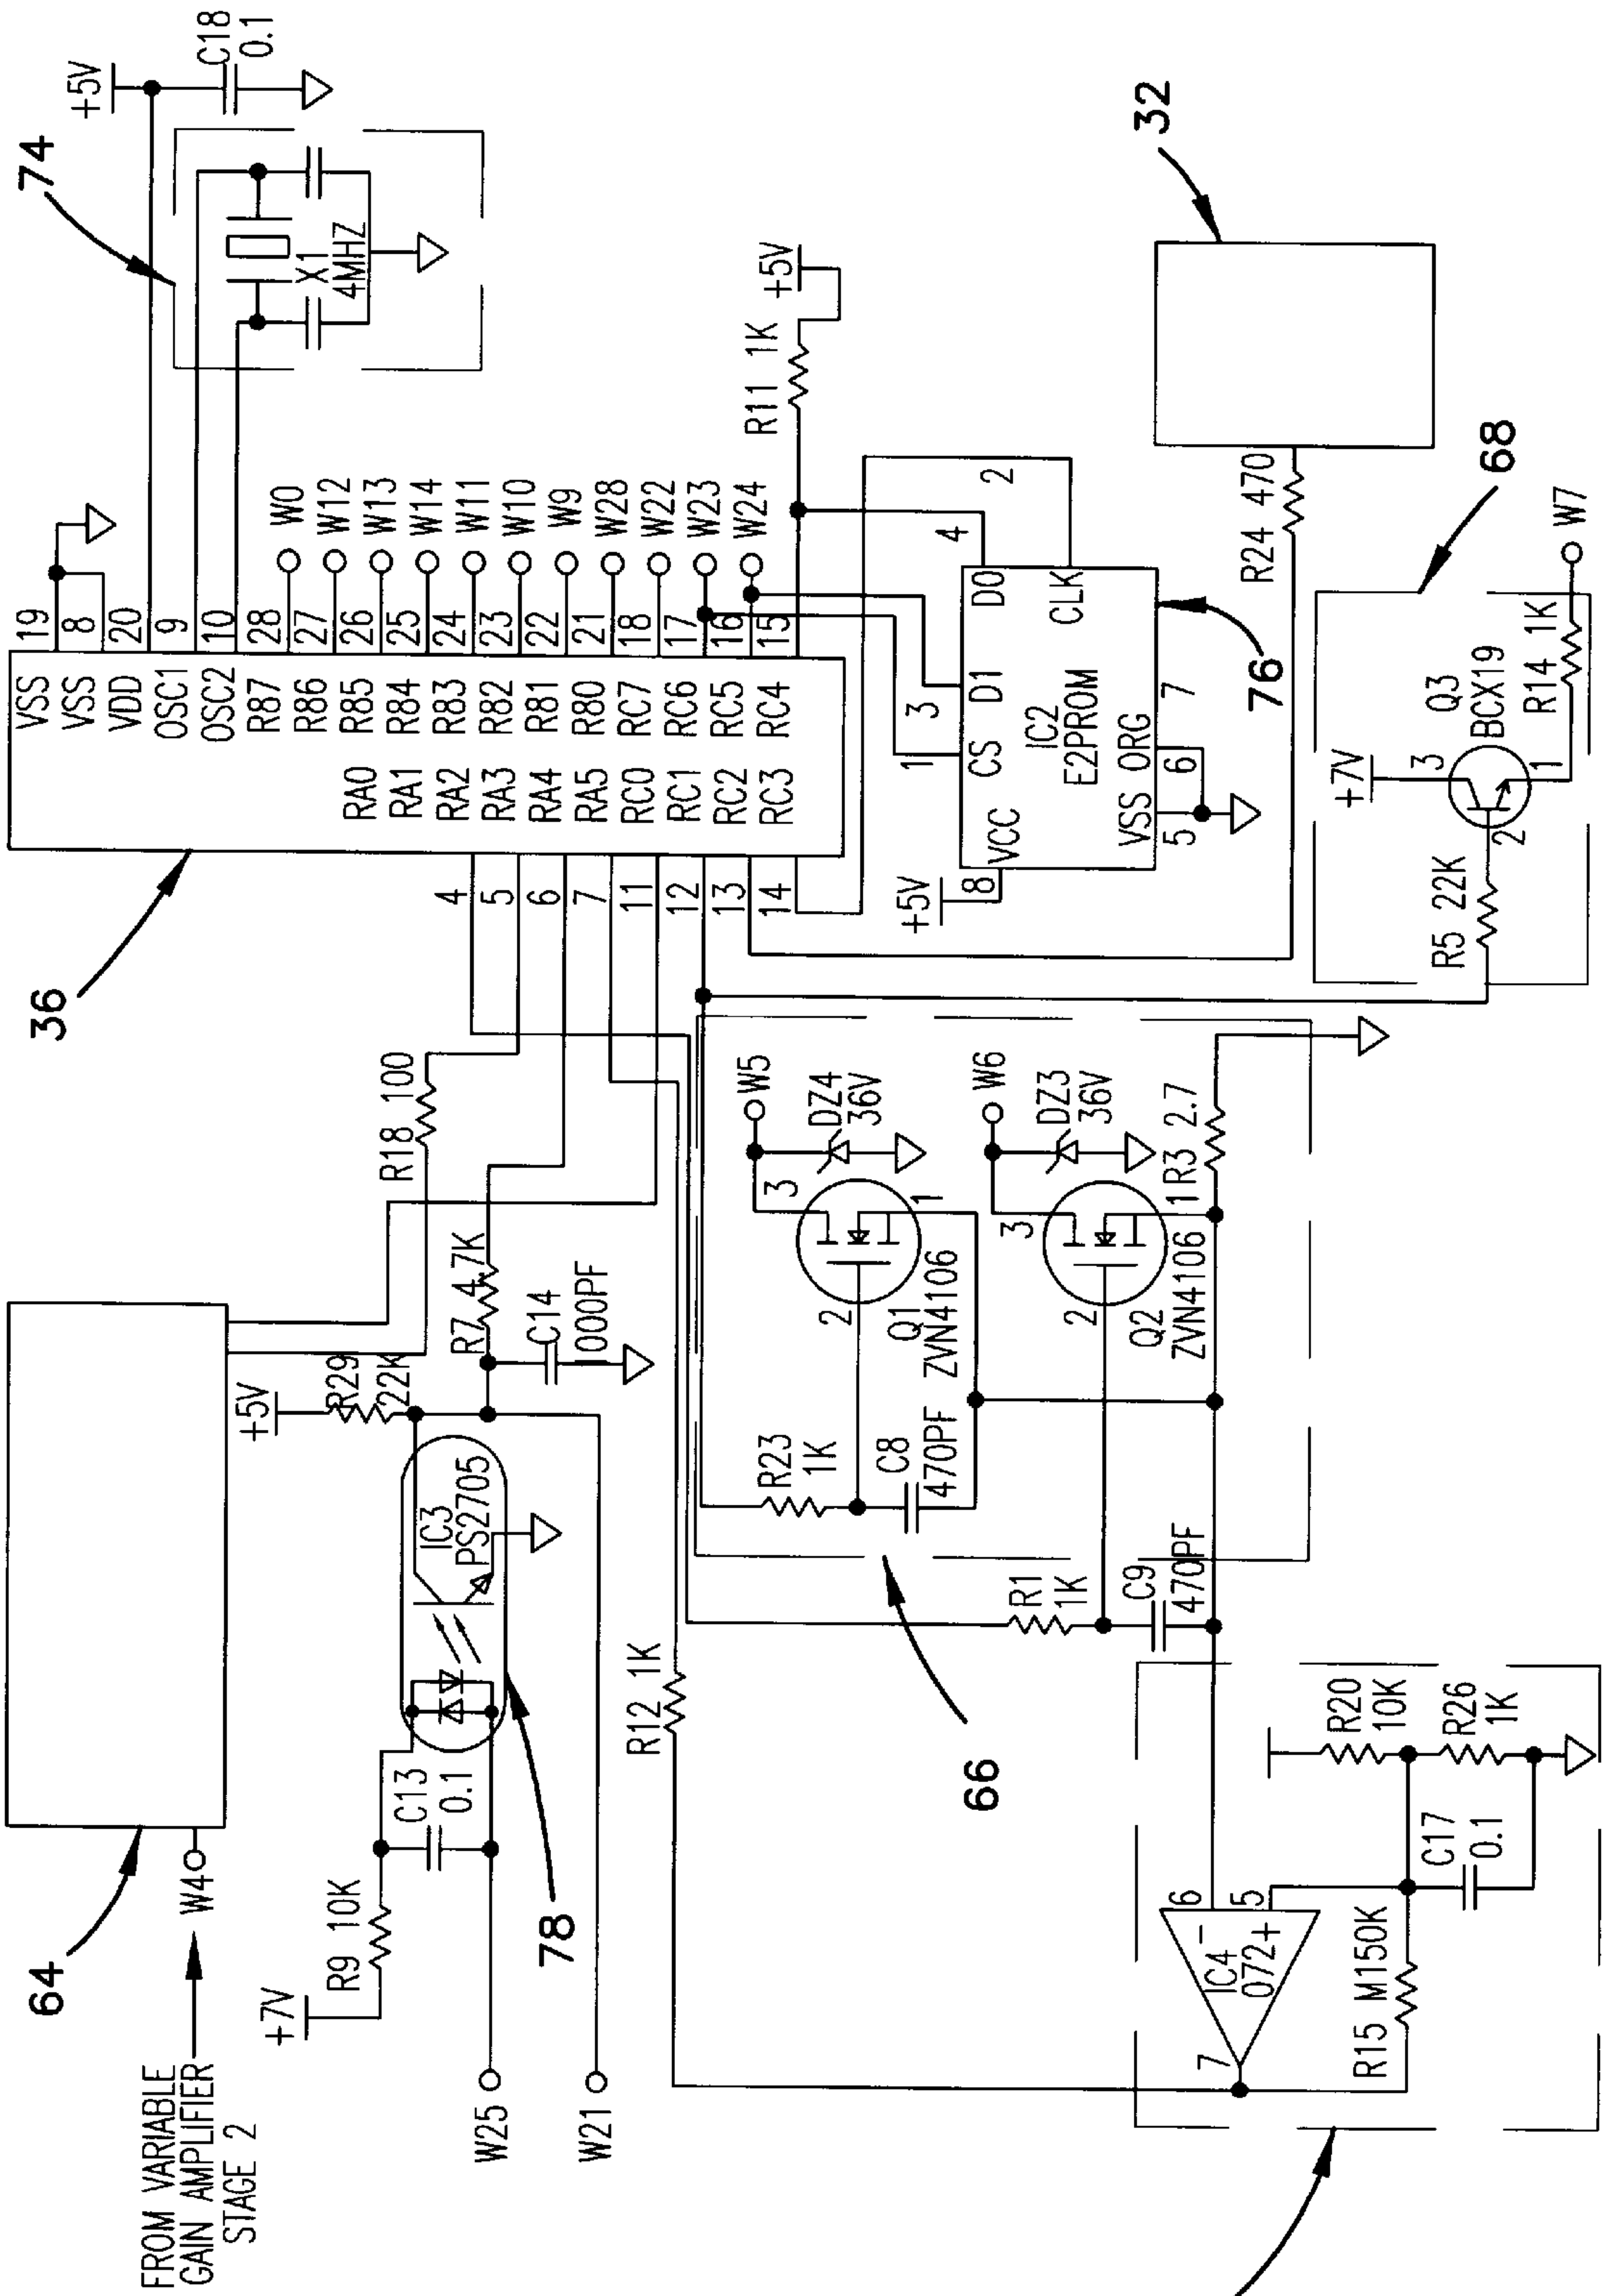 FROM VARIABLE
GAIN AMPLIFIER
STAGE 2
W4
64
+7V
R9 10K
C13
0.1
W25
W21
78
IC3
PS2705
+5V
R29
22K
R7 4.7K
C14
000PF
R18 100
R12 1K
36
VSS
VSS
VDD
OSC1
OSC2
R87
R86
R85
R84
R83
R82
R81
R80
RC7
RC6
RC5
RC4
RA0
RA1
RA2
RA3
RA4
RA5
RC0
RC1
RC2
RC3
19
8
20
9
10
28
27
26
25
24
23
22
21
18
17
16
15
4
5
6
7
11
12
13
14
W0
W12
W13
W14
W11
W10
W9
W28
W22
W23
W24
+5V
C18
0.1
74
X1
4MHZ
R11 1K
+5V
+5V
8
VCC
1
CS
3
D1
4
D0
2
CLK
IC2
E2PROM
VSS
ORG
5
6
7
76
32
R24 470
68
+7V
Q3
BCX19
3
2
1
R5 22K
R14 1K
W7
66
R23
1K
C8
470PF
W5
DZ4
36V
3
2
1
Q1
ZVN4106
W6
DZ3
36V
3
2
1
Q2
ZVN4106
R3 2.7
R1
1K
C9
470PF
IC4
072
-
+
6
5
7
R15 M150K
C17
0.1
R20
10K
R26
1K